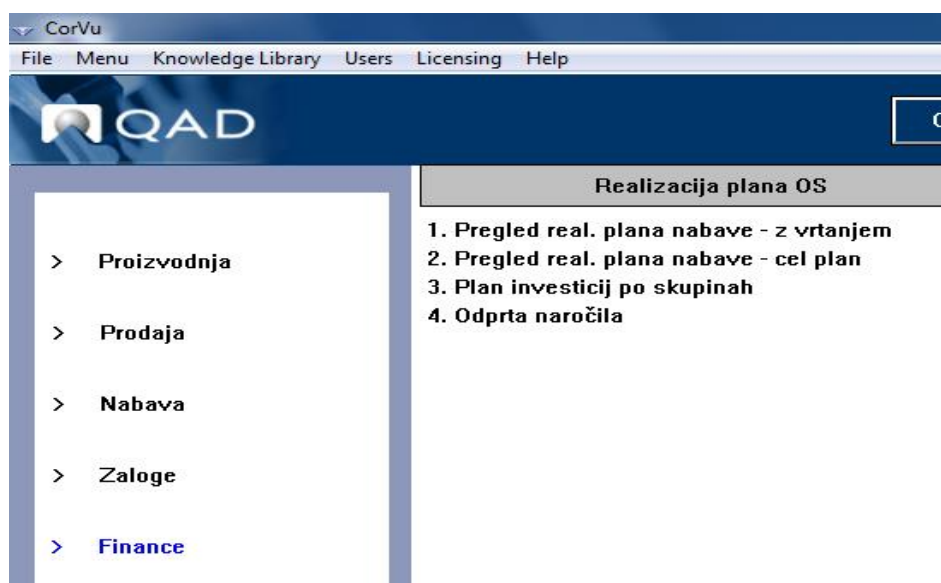 CorVu
File Menu Knowledge Library Users Licensing Help
QAD
Realizacija plana OS
1. Pregled real. plana nabave - z vrtanjem
2. Pregled real. plana nabave - cel plan
3. Plan investicij po skupinah
4. Odprta naročila
> Proizvodnja
> Prodaja
> Nabava
> Zaloge
> Finance